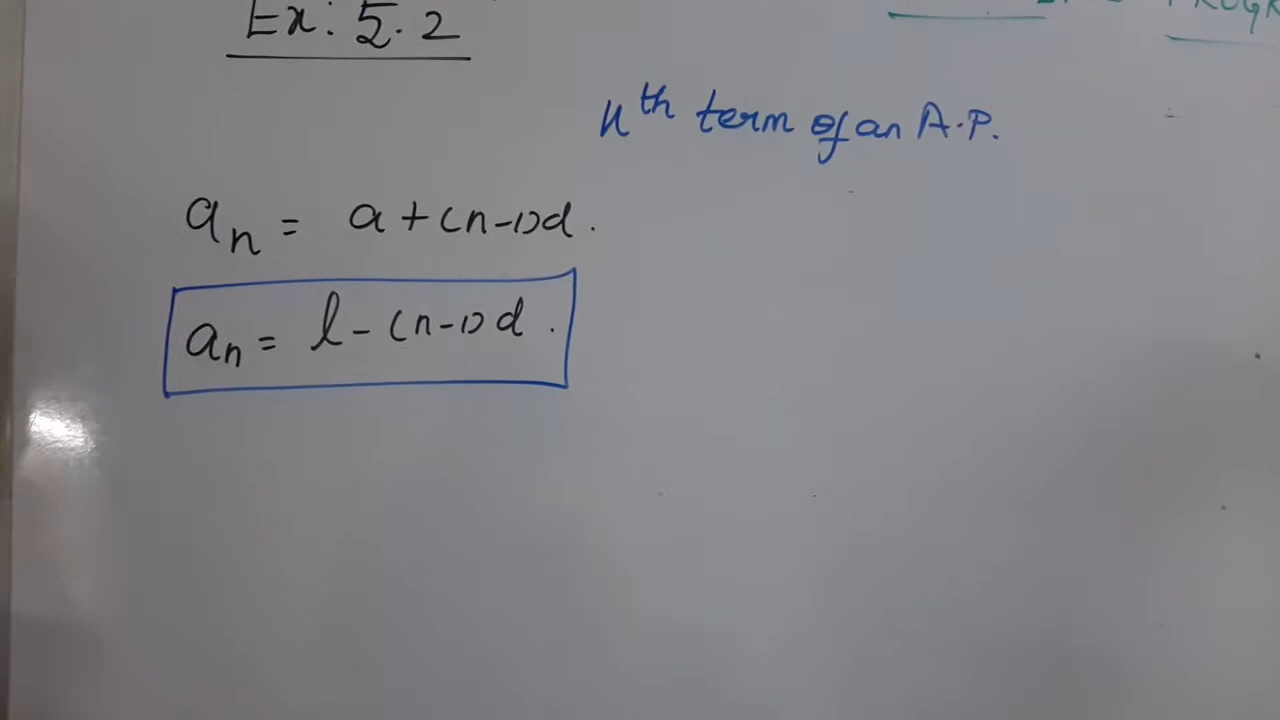 Ex: 5.2
nth term of an A.P.
an = a + (n-1)d.
an = l - (n-1)d.